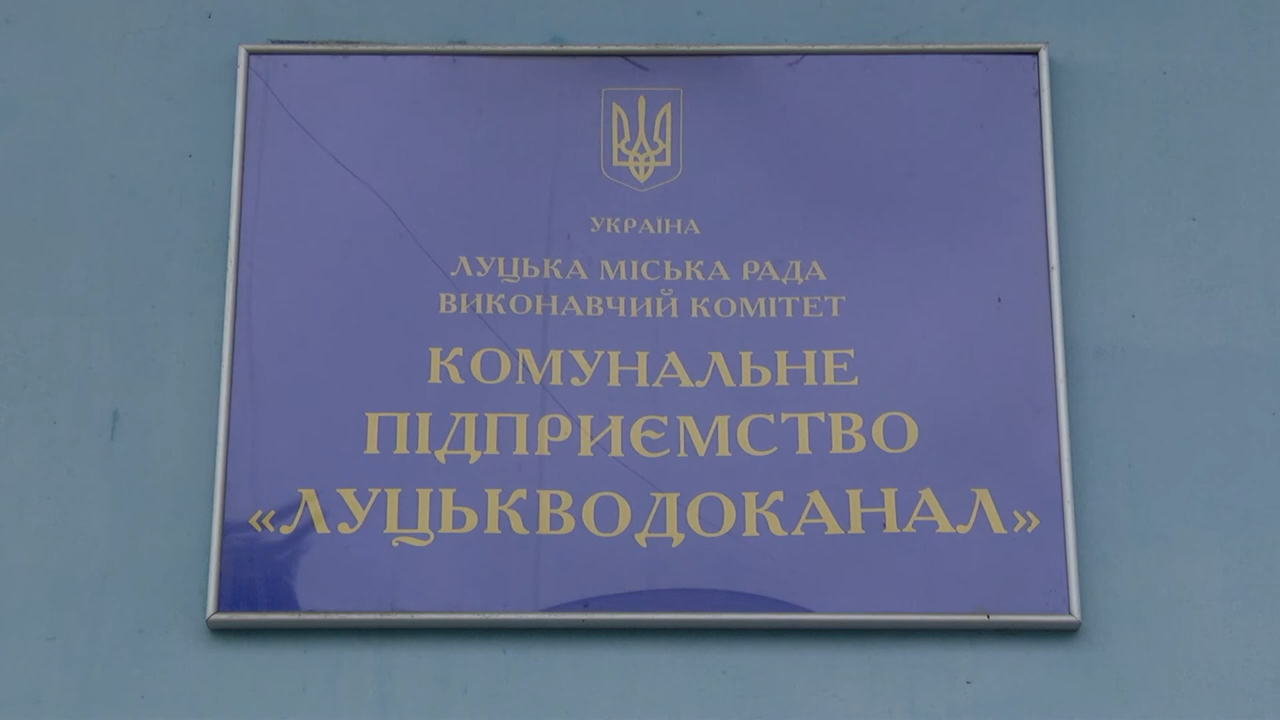 УКРАЇНА
ЛУЦЬКА МІСЬКА РАДА
ВИКОНАВЧИЙ КОМІТЕТ
КОМУНАЛЬНЕ
ПІДПРИЄМСТВО
«ЛУЦЬКВОДОКАНАЛ»